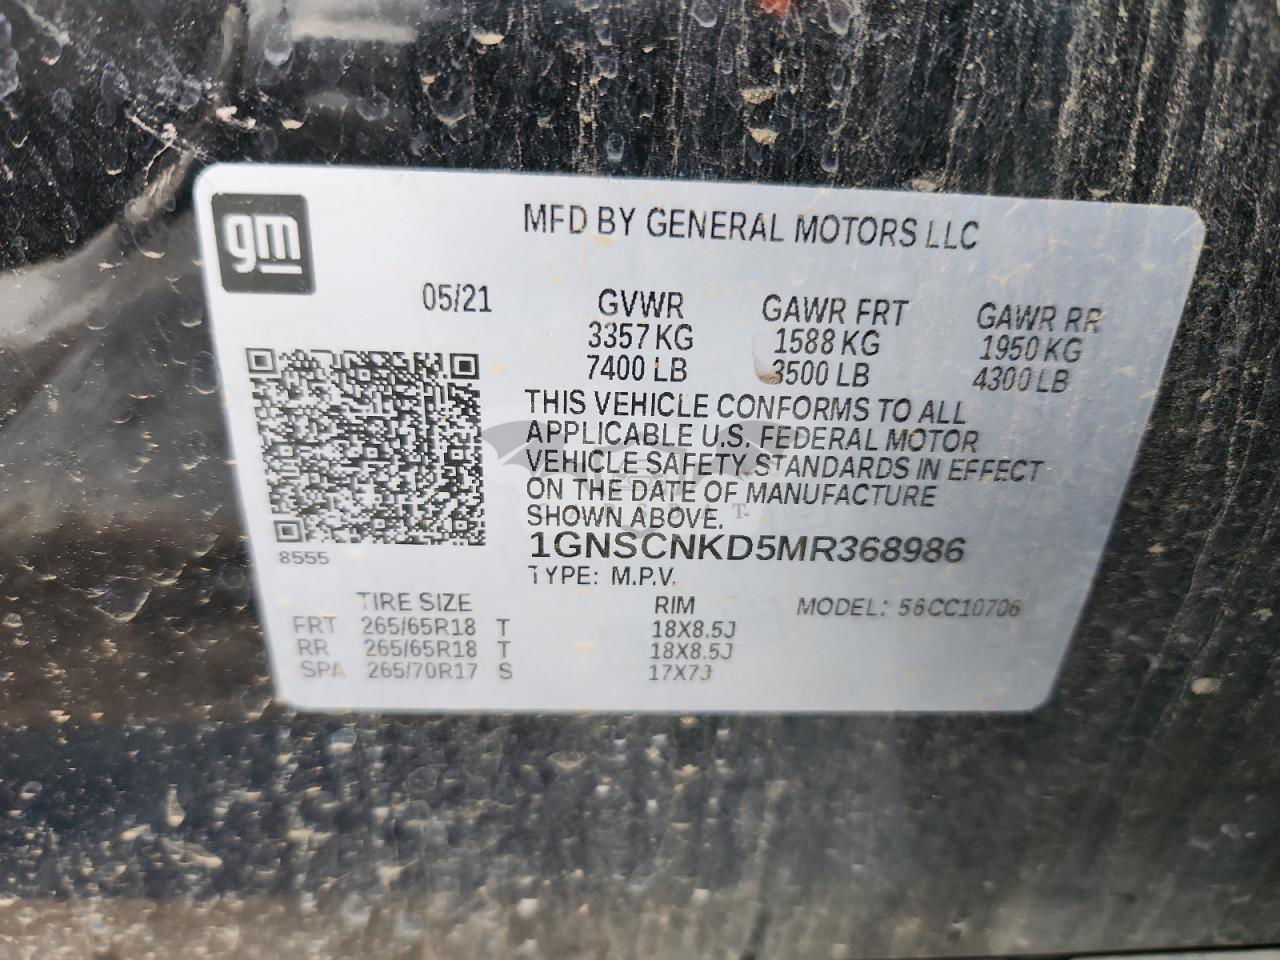 gm
MFD BY GENERAL MOTORS LLC
05/21 GVWR GAWR FRT GAWR RR
3357 KG 1588 KG 1950 KG
7400 LB 3500 LB 4300 LB
THIS VEHICLE CONFORMS TO ALL
APPLICABLE U.S. FEDERAL MOTOR
VEHICLE SAFETY STANDARDS IN EFFECT
ON THE DATE OF MANUFACTURE
SHOWN ABOVE.
8555
1GNSCNKD5MR368986
TYPE: M.P.V.
TIRE SIZE RIM MODEL: 56CC10706
FRT 265/65R18 T 18X8.5J
RR 265/65R18 T 18X8.5J
SPA 265/70R17 S 17X7J